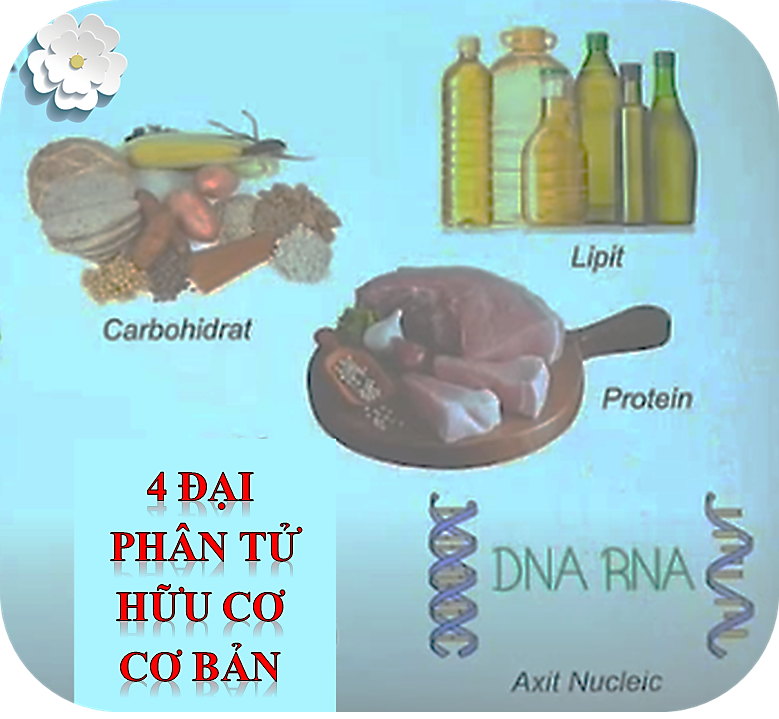 Lipit
Carbohidrat
Protein
4 ĐẠI
PHÂN TỬ
HỮU CƠ
CƠ BẢN
DNA RNA
Axit Nucleic